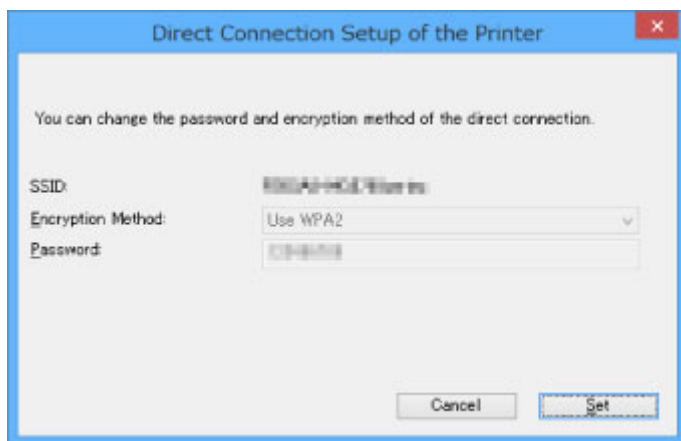 Direct Connection Setup of the Printer
You can change the password and encryption method of the direct connection.
SSID:
Encryption Method: Use WPA2
Password:
Cancel Set